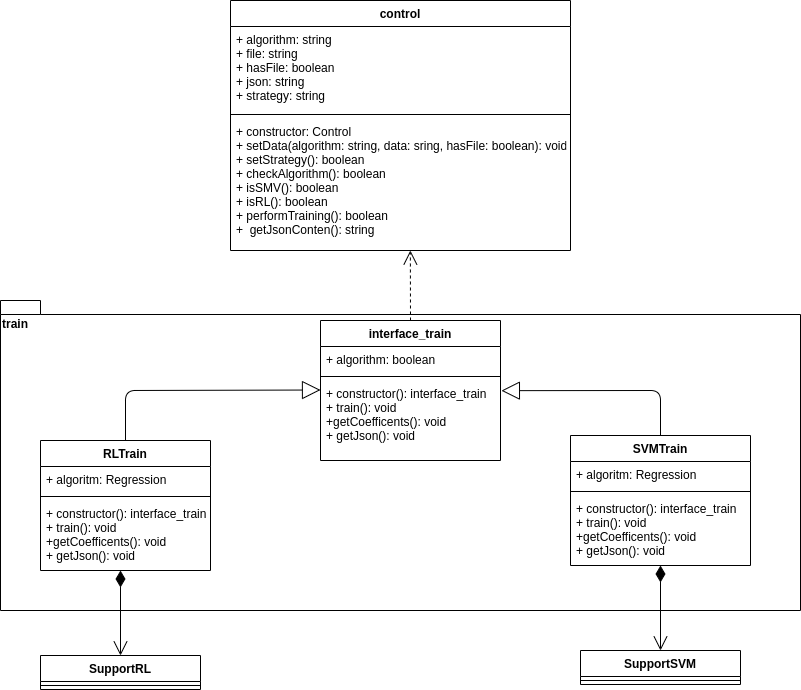 control
+ algorithm: string
+ file: string
+ hasFile: boolean
+ json: string
+ strategy: string
+ constructor: Control
+ setData(algorithm: string, data: sring, hasFile: boolean): void
+ setStrategy(): boolean
+ checkAlgorithm(): boolean
+ isSMV(): boolean
+ isRL(): boolean
+ performTraining(): boolean
+  getJsonConten(): string
train
interface_train
+ algorithm: boolean
+ constructor(): interface_train
+ train(): void
+getCoefficents(): void
+ getJson(): void
RLTrain
+ algoritm: Regression
+ constructor(): interface_train
+ train(): void
+getCoefficents(): void
+ getJson(): void
SVMTrain
+ algoritm: Regression
+ constructor(): interface_train
+ train(): void
+getCoefficents(): void
+ getJson(): void
SupportRL
SupportSVM